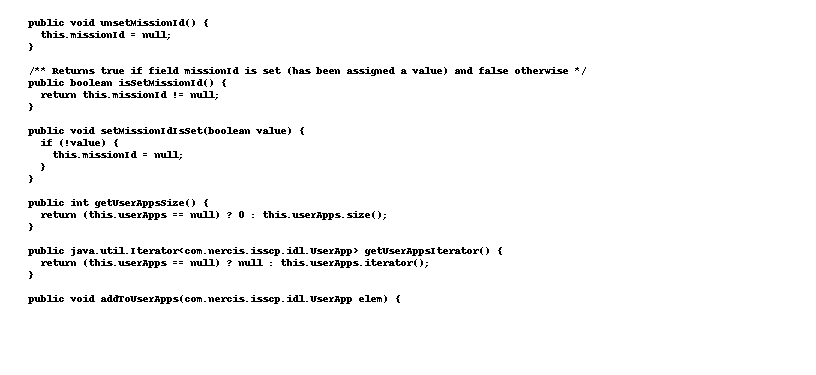 public void unsetMissionId() {
this.missionId = null;
}
/** Returns true if field missionId is set (has been assigned a value) and false otherwise */
public boolean isSetMissionId() {
return this.missionId != null;
}
public void setMissionIdIsSet(boolean value) {
if (!value) {
this.missionId = null;
}
}
public int getUserAppsSize() {
return (this.userApps == null) ? 0 : this.userApps.size();
}
public java.util.Iterator<com.nercis.isscp.idl.UserApp> getUserAppsIterator() {
return (this.userApps == null) ? null : this.userApps.iterator();
}
public void addToUserApps(com.nercis.isscp.idl.UserApp elem) {